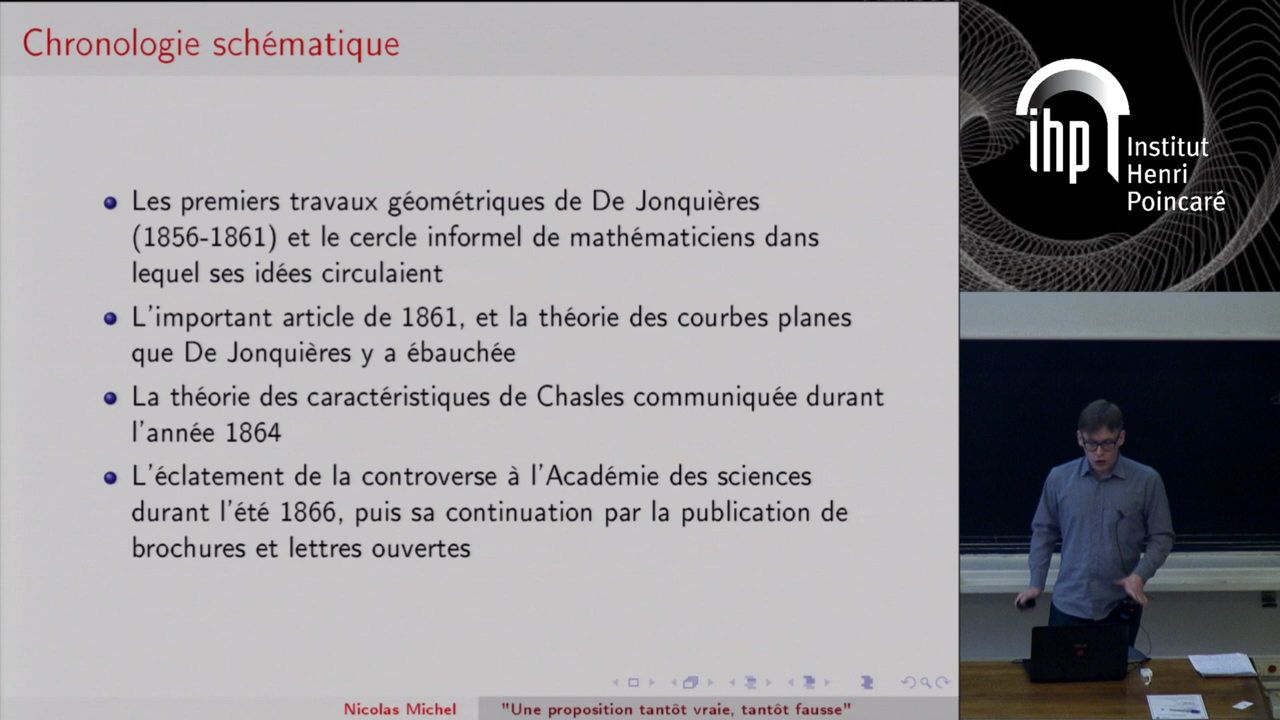 Chronologie schématique
Les premiers travaux géométriques de De Jonquières
(1856-1861) et le cercle informel de mathématiciens dans
lequel ses idées circulaient
L'important article de 1861, et la théorie des courbes planes
que De Jonquières y a ébauchée
La théorie des caractéristiques de Chasles communiquée durant
l'année 1864
L'éclatement de la controverse à l'Académie des sciences
durant l'été 1866, puis sa continuation par la publication de
brochures et lettres ouvertes
Nicolas Michel
"Une proposition tantôt vraie, tantôt fausse"
ihp
Institut
Henri
Poincaré